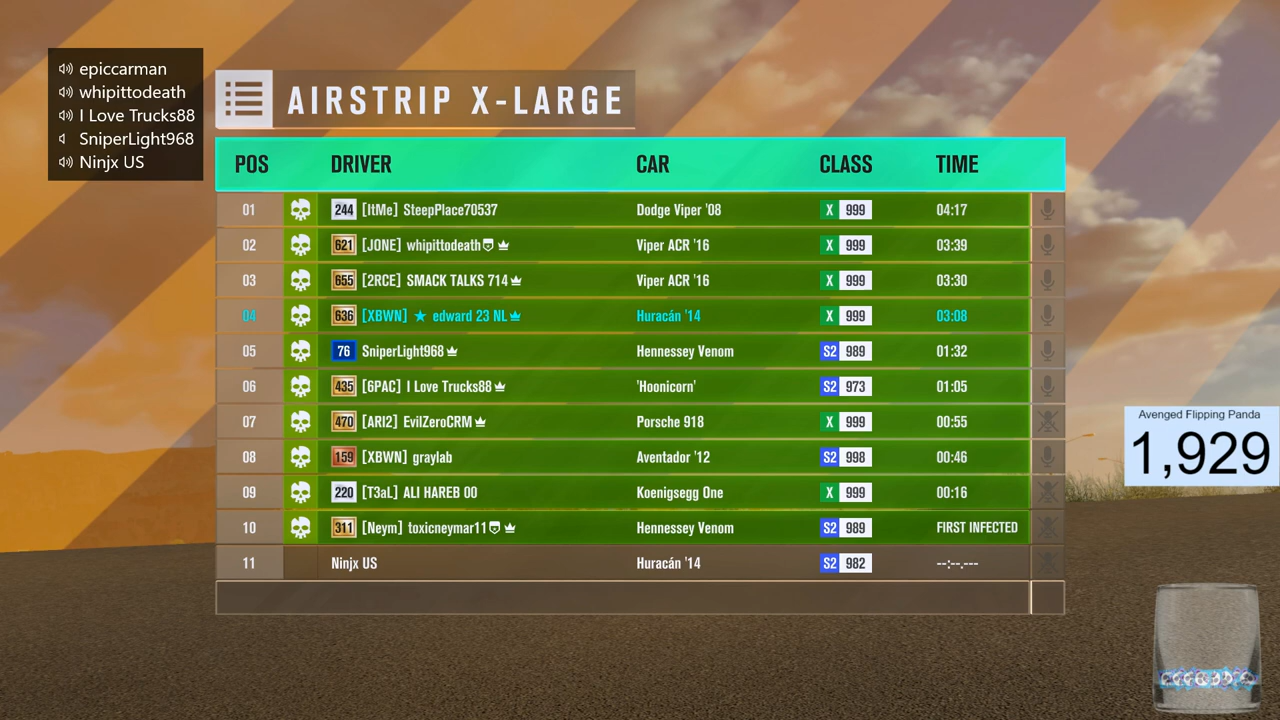 epiccarman
whipittodeath
I Love Trucks88
SniperLight968
Ninjx US
AIRSTRIP X-LARGE
POS DRIVER CAR CLASS TIME
01 244 [ItMe] SteepPlace70537 Dodge Viper '08 X 999 04:17
02 621 [JONE] whipittodeath Viper ACR '16 X 999 03:39
03 655 [2RCE] SMACK TALKS 714 Viper ACR '16 X 999 03:30
04 636 [XBWN] ★ edward 23 NL Huracán '14 X 999 03:08
05 76 SniperLight968 Hennessey Venom S2 989 01:32
06 435 [6PAC] I Love Trucks88 'Hoonicorn' S2 973 01:05
07 470 [ARI2] EvilZeroCRM Porsche 918 X 999 00:55
08 159 [XBWN] graylab Aventador '12 S2 998 00:46
09 220 [T3aL] ALI HAREB 00 Koenigsegg One X 999 00:16
10 311 [Neym] toxicneymar11 Hennessey Venom S2 989 FIRST INFECTED
11 Ninjx US Huracán '14 S2 982 --:--.---
Avenged Flipping Panda
1,929